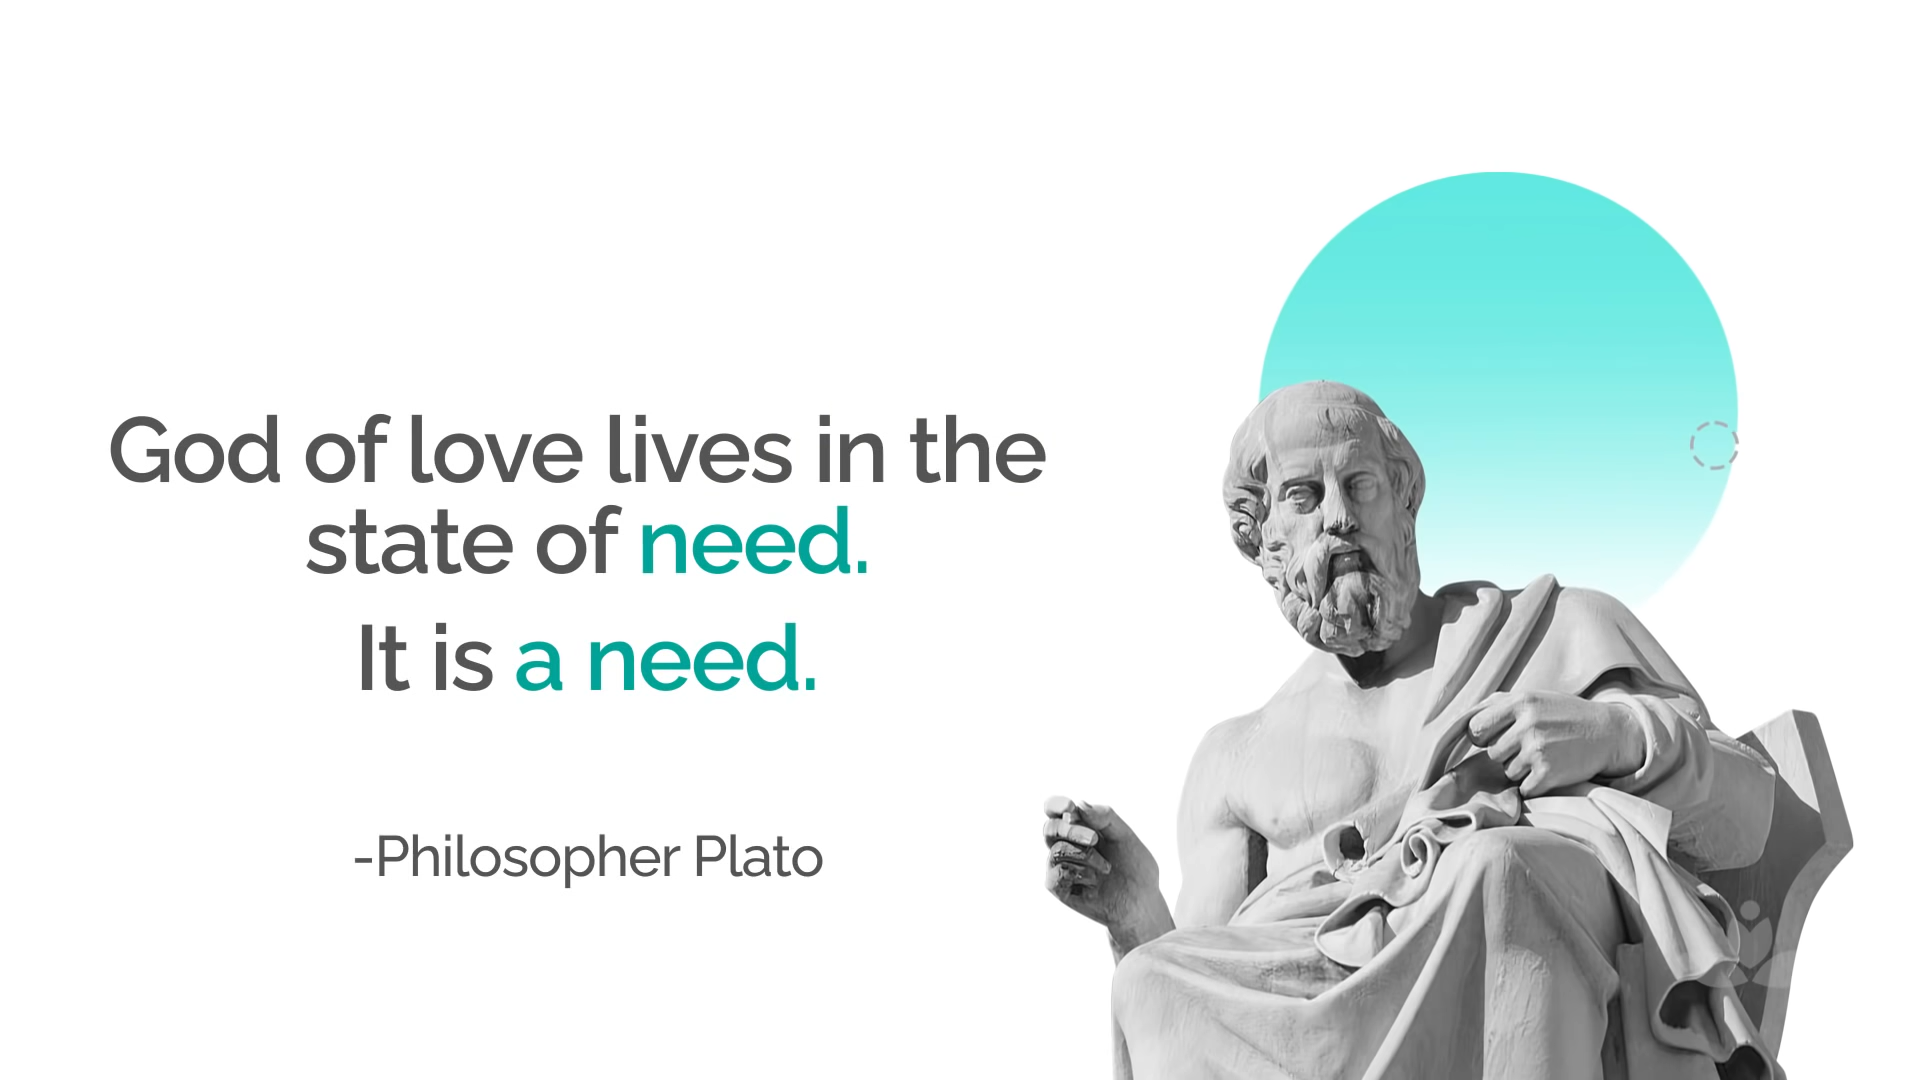 God of love lives in the
state of need.
It is a need.
-Philosopher Plato